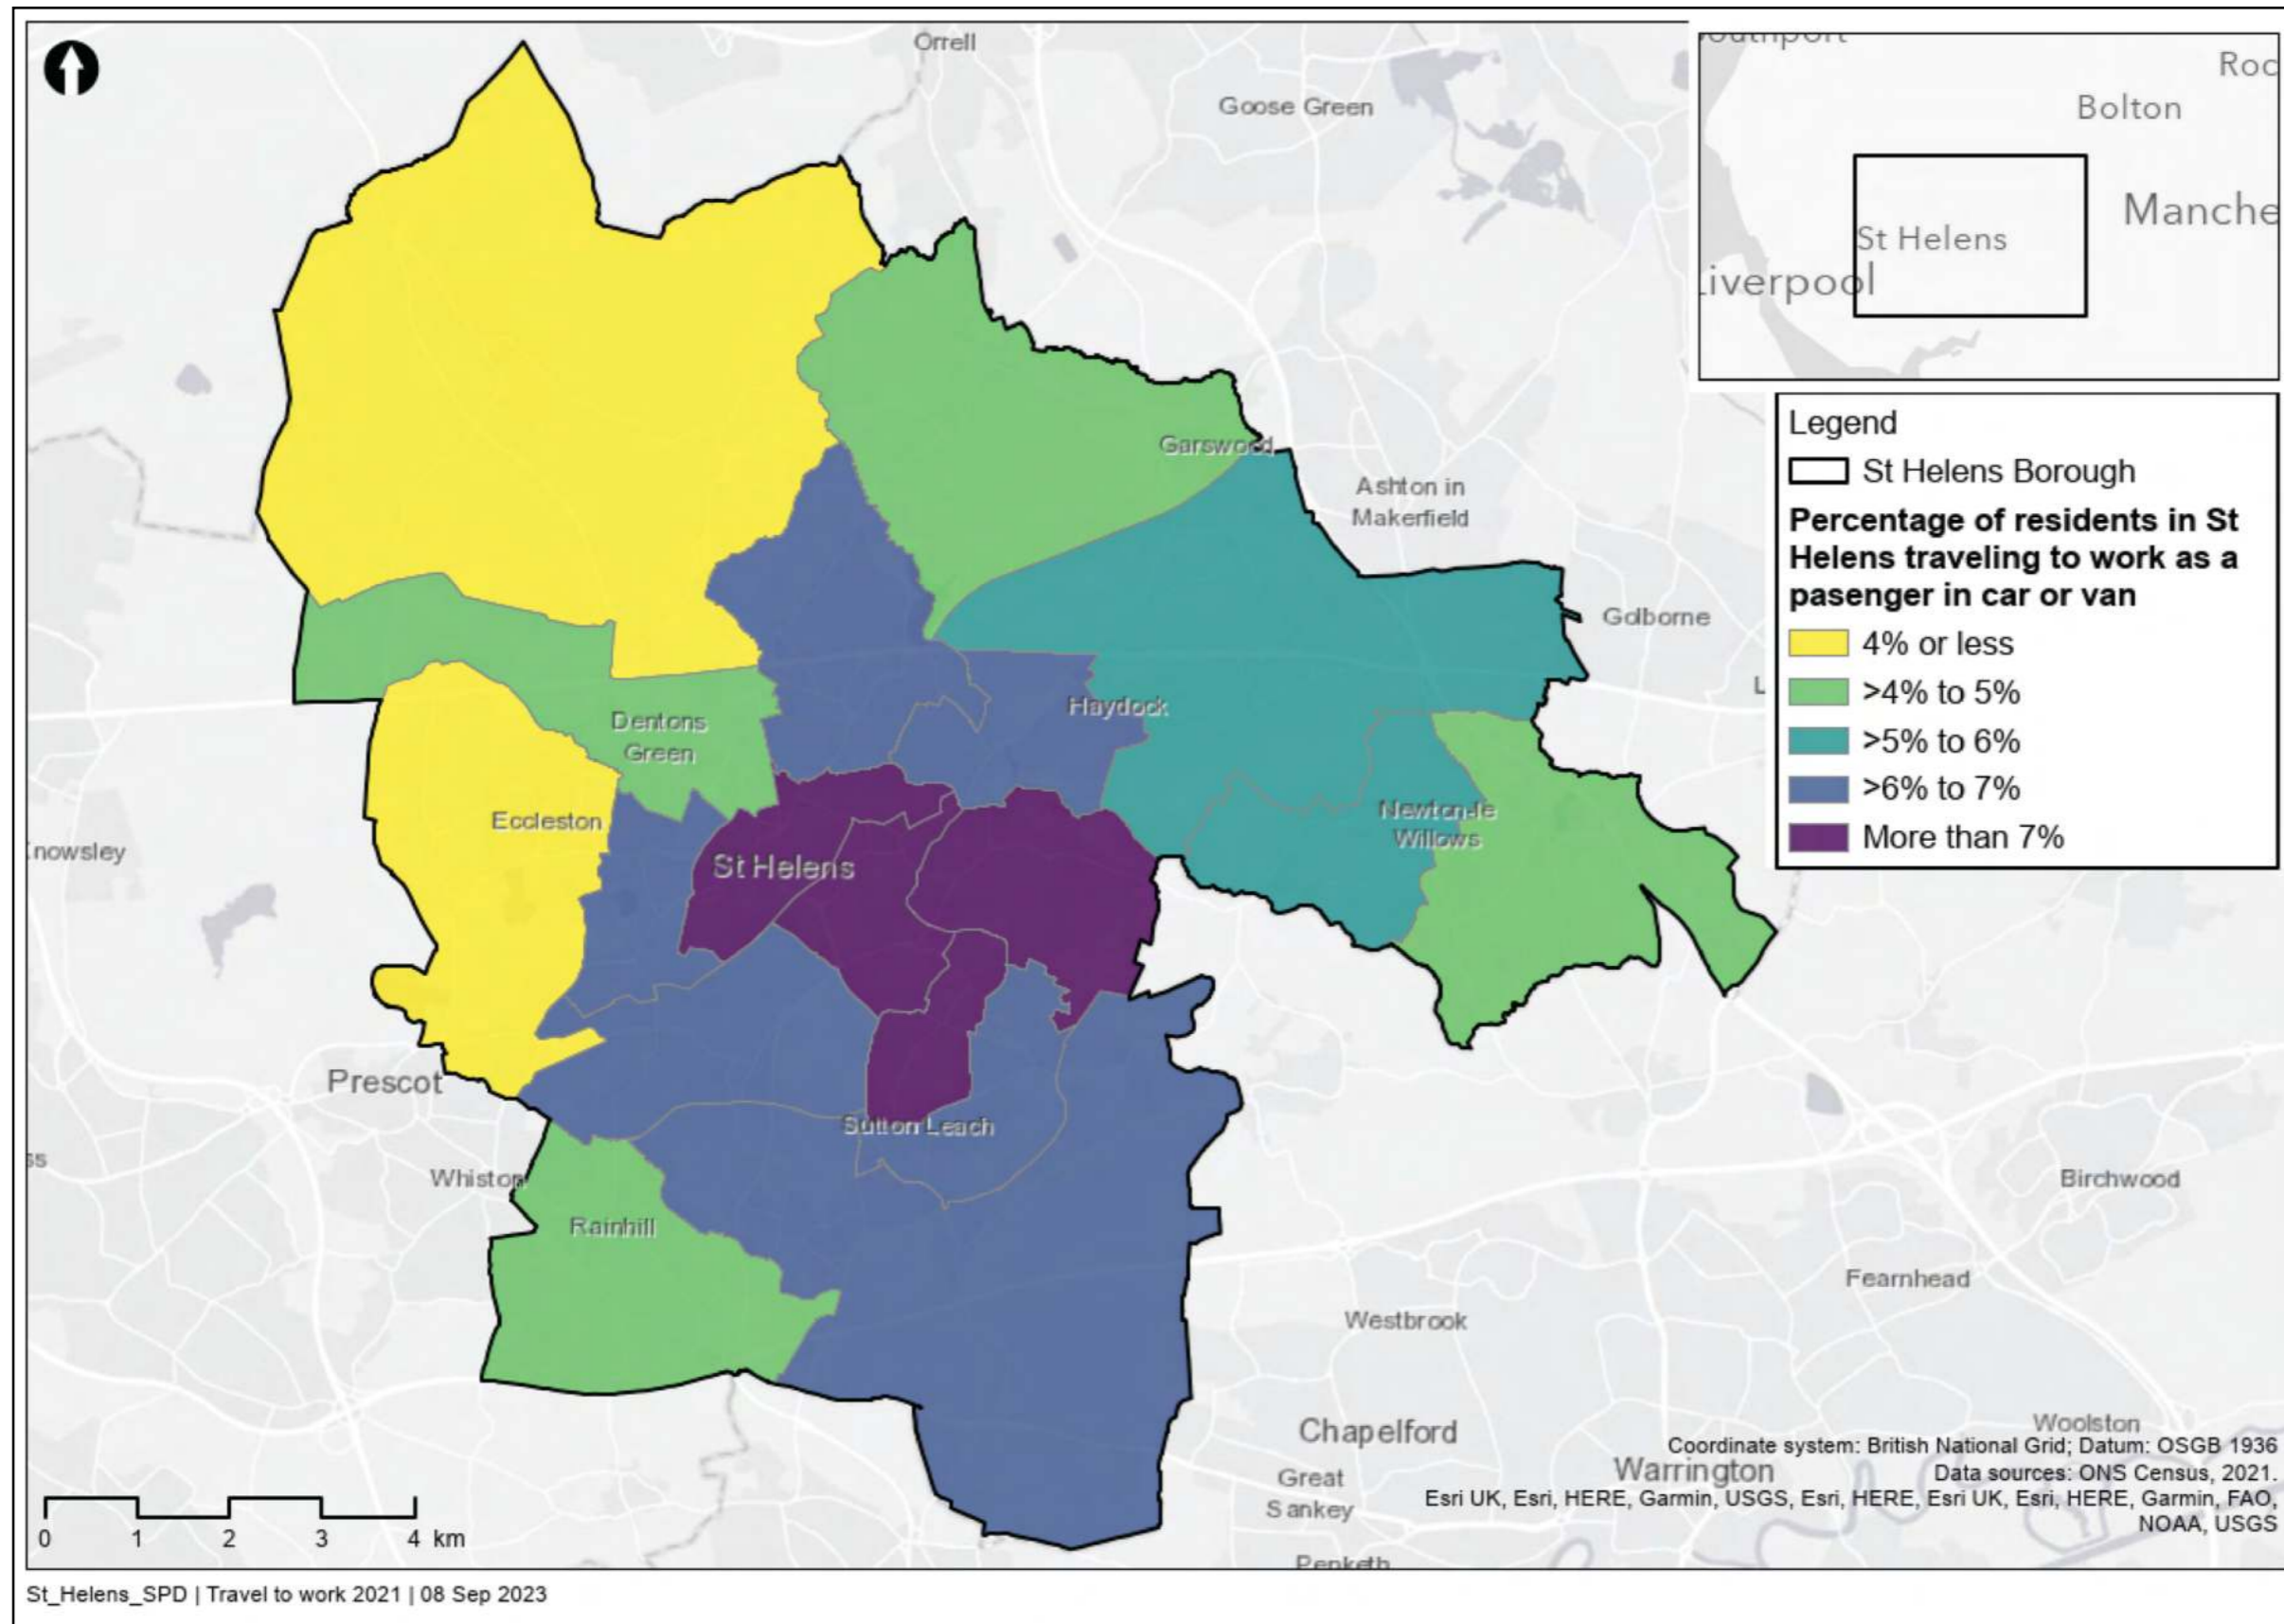 Orrell
Goose Green
Roc
Bolton
Manche
St Helens
Liverpool
Legend
St Helens Borough
Percentage of residents in St
Helens traveling to work as a
pasenger in car or van
4% or less
>4% to 5%
>5% to 6%
>6% to 7%
More than 7%
Garswood
Ashton in
Makerfield
Golborne
L
Haydock
Dentons
Green
Eccleston
Newton-le
Willows
St Helens
nowsley
Prescot
Sutton Leach
ss
Whiston
Rainhill
Birchwood
Fearnhead
Westbrook
Chapelford
Woolston
Great
Sankey
Warrington
Penketh
Coordinate system: British National Grid; Datum: OSGB 1936
Data sources: ONS Census, 2021.
Esri UK, Esri, HERE, Garmin, USGS, Esri, HERE, Esri UK, Esri, HERE, Garmin, FAO,
NOAA, USGS
0 1 2 3 4 km
St_Helens_SPD | Travel to work 2021 | 08 Sep 2023